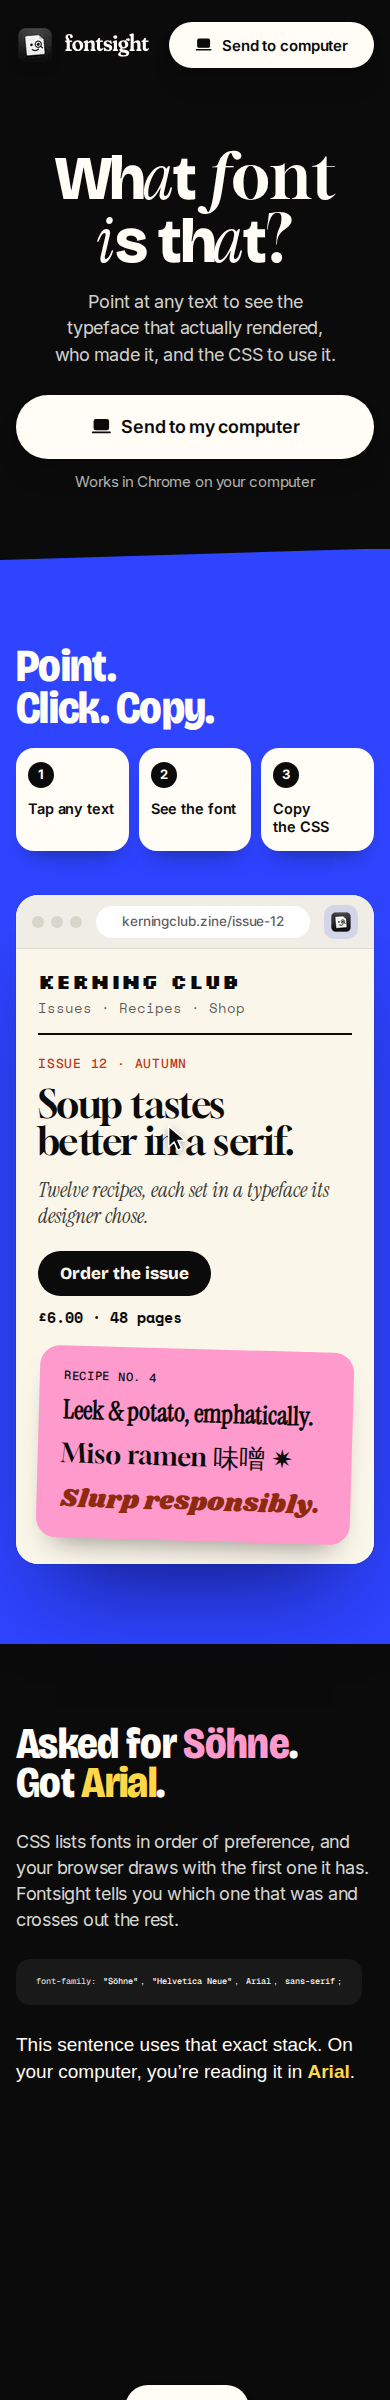 fontsight
Send to computer
What font
is that?
Point at any text to see the
typeface that actually rendered,
who made it, and the CSS to use it.
Send to my computer
Works in Chrome on your computer
Point.
Click. Copy.
1
Tap any text
2
See the font
3
Copy
the CSS
kerningclub.zine/issue-12
KERNING CLUB
Issues · Recipes · Shop
ISSUE 12 · AUTUMN
Soup tastes
better in a serif.
Twelve recipes, each set in a typeface its
designer chose.
Order the issue
£6.00 · 48 pages
RECIPE NO. 4
Leek & potato, emphatically.
Miso ramen 味噌 ✷
Slurp responsibly.
Asked for Söhne.
Got Arial.
CSS lists fonts in order of preference, and
your browser draws with the first one it has.
Fontsight tells you which one that was and
crosses out the rest.
font-family: "Söhne", "Helvetica Neue", Arial, sans-serif;
This sentence uses that exact stack. On
your computer, you’re reading it in Arial.